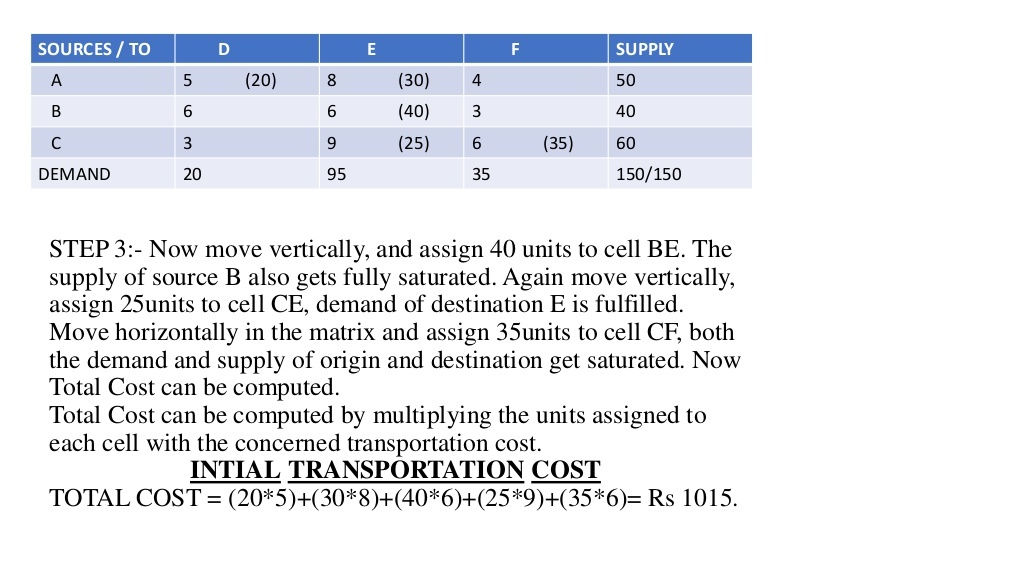 SOURCES / TO D E F SUPPLY
A 5 (20) 8 (30) 4 50
B 6 6 (40) 3 40
C 3 9 (25) 6 (35) 60
DEMAND 20 95 35 150/150
STEP 3:- Now move vertically, and assign 40 units to cell BE. The
supply of source B also gets fully saturated. Again move vertically,
assign 25units to cell CE, demand of destination E is fulfilled.
Move horizontally in the matrix and assign 35units to cell CF, both
the demand and supply of origin and destination get saturated. Now
Total Cost can be computed.
Total Cost can be computed by multiplying the units assigned to
each cell with the concerned transportation cost.
INTIAL TRANSPORTATION COST
TOTAL COST = (20*5)+(30*8)+(40*6)+(25*9)+(35*6)= Rs 1015.